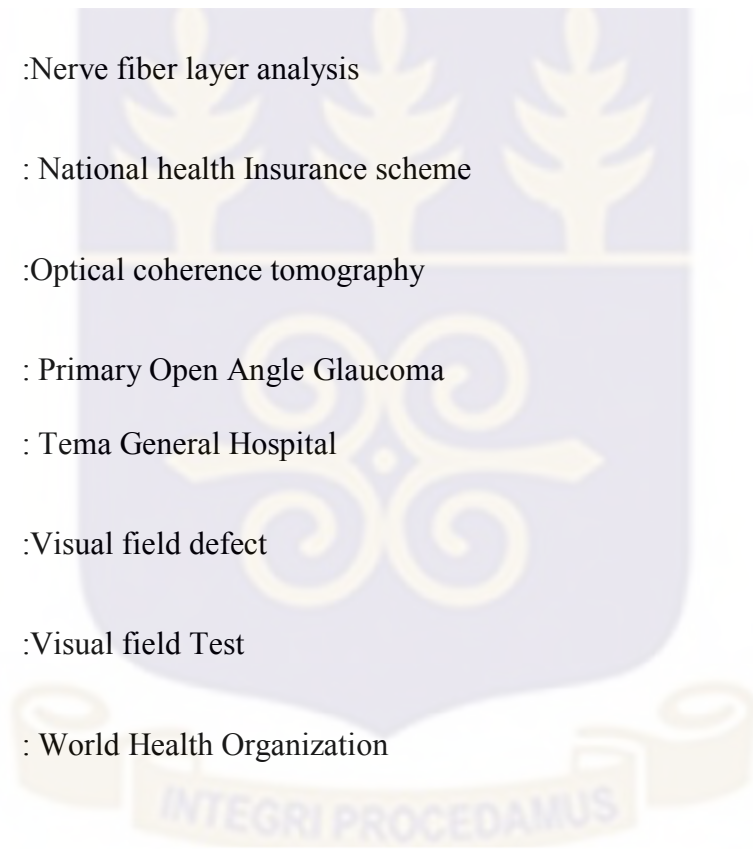 :Nerve fiber layer analysis
: National health Insurance scheme
:Optical coherence tomography
: Primary Open Angle Glaucoma
: Tema General Hospital
:Visual field defect
:Visual field Test
: World Health Organization
INTEGRI PROCEDAMUS